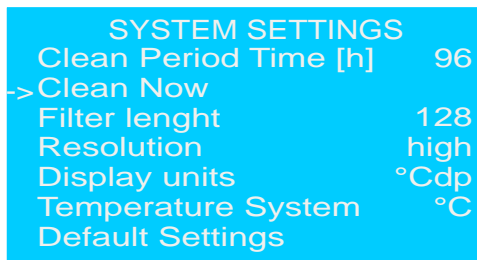 SYSTEM SETTINGS
Clean Period Time [h] 96
->Clean Now
Filter lenght 128
Resolution high
Display units °Cdp
Temperature System °C
Default Settings